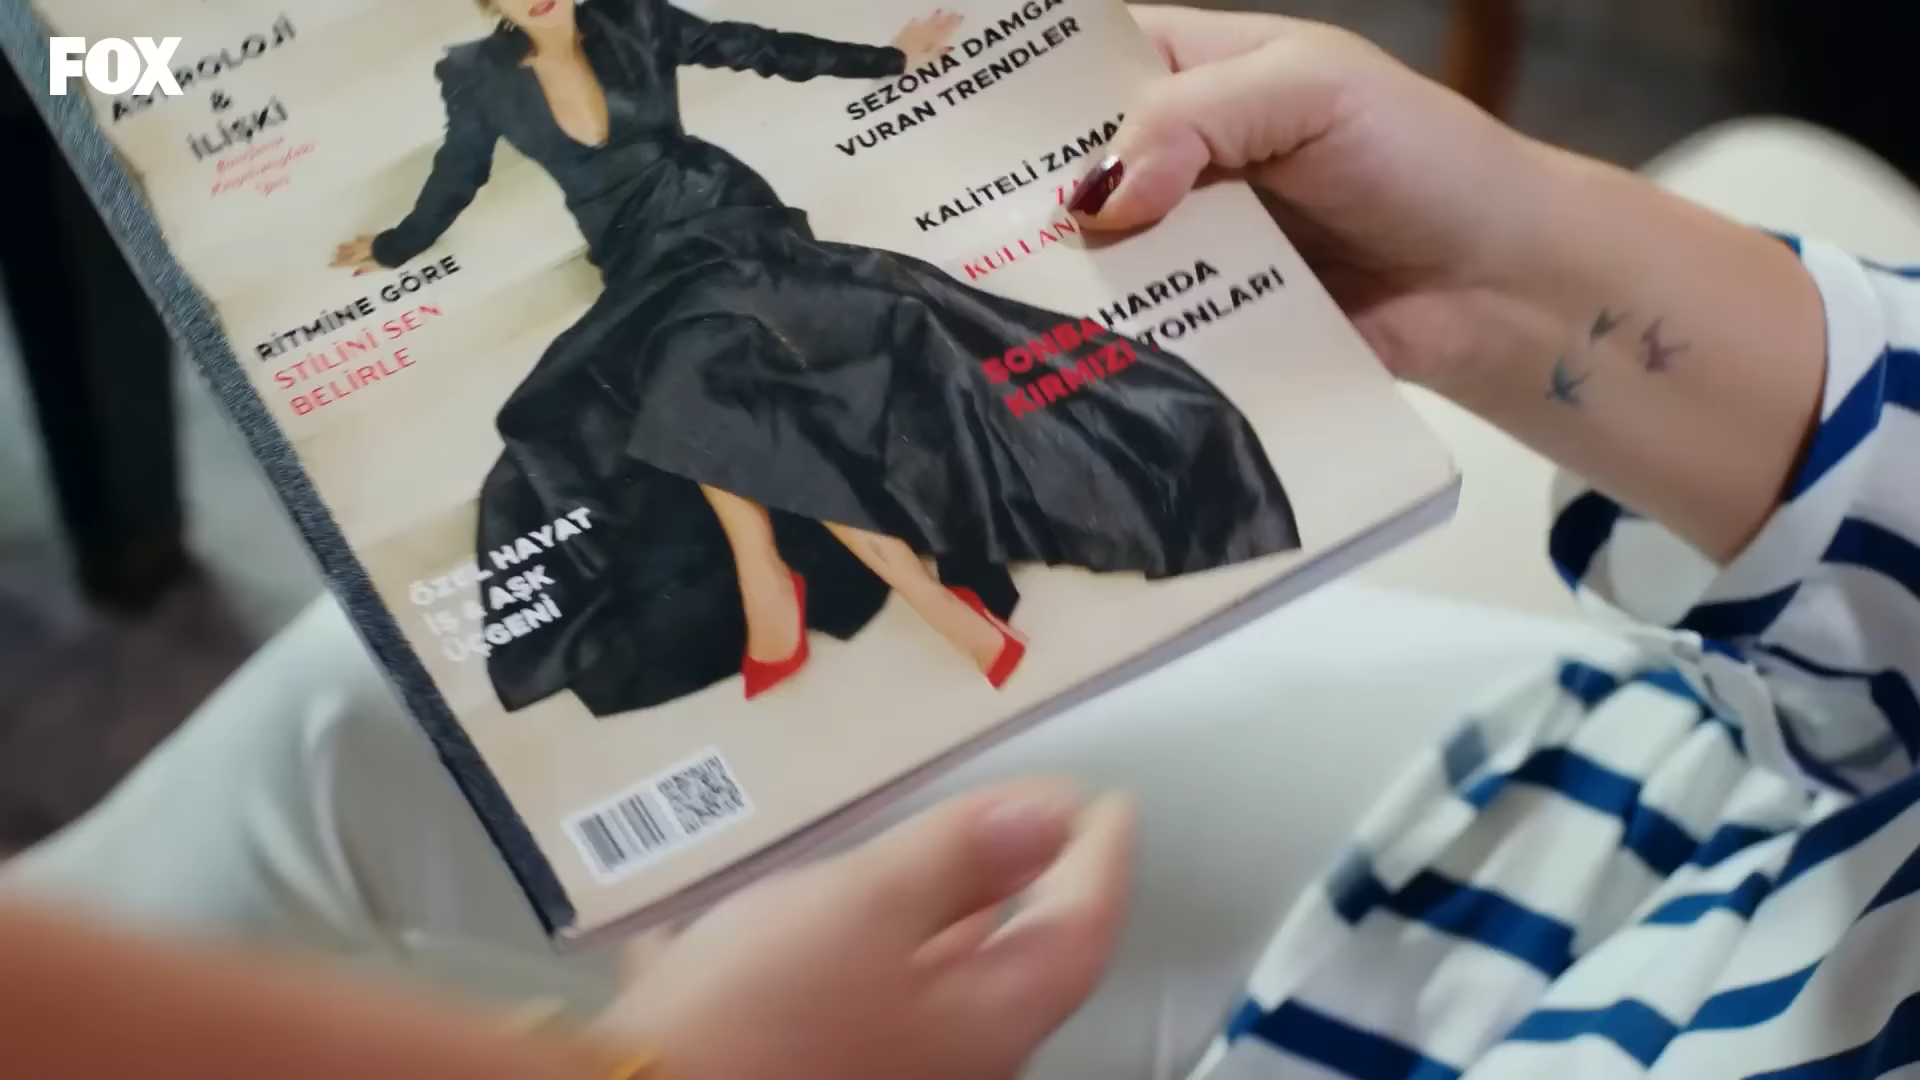 FOX
ASTROLOJİ
&
İLİŞKİ
SEZONA DAMGA
VURAN TRENDLER
KALİTELİ ZAMAN
KULLAN
RİTMİNE GÖRE
STİLİNİ SEN
BELİRLE
SONBAHARDA
KIRMIZI TONLARI
ÖZEL HAYAT
İŞ & AŞK
ÜÇGENİ